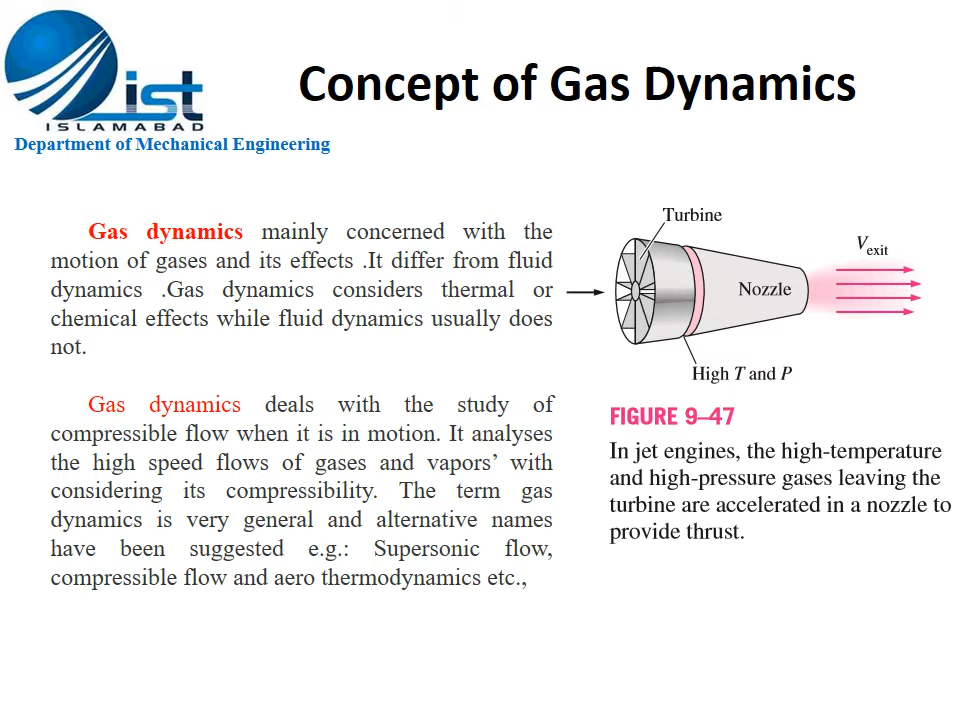 ist
ISLAMABAD
Concept of Gas Dynamics
Department of Mechanical Engineering
Gas dynamics mainly concerned with the
motion of gases and its effects .It differ from fluid
dynamics .Gas dynamics considers thermal or
chemical effects while fluid dynamics usually does
not.
Gas dynamics deals with the study of
compressible flow when it is in motion. It analyses
the high speed flows of gases and vapors’ with
considering its compressibility. The term gas
dynamics is very general and alternative names
have been suggested e.g.: Supersonic flow,
compressible flow and aero thermodynamics etc.,
Turbine
Vexit
Nozzle
High T and P
FIGURE 9–47
In jet engines, the high-temperature
and high-pressure gases leaving the
turbine are accelerated in a nozzle to
provide thrust.